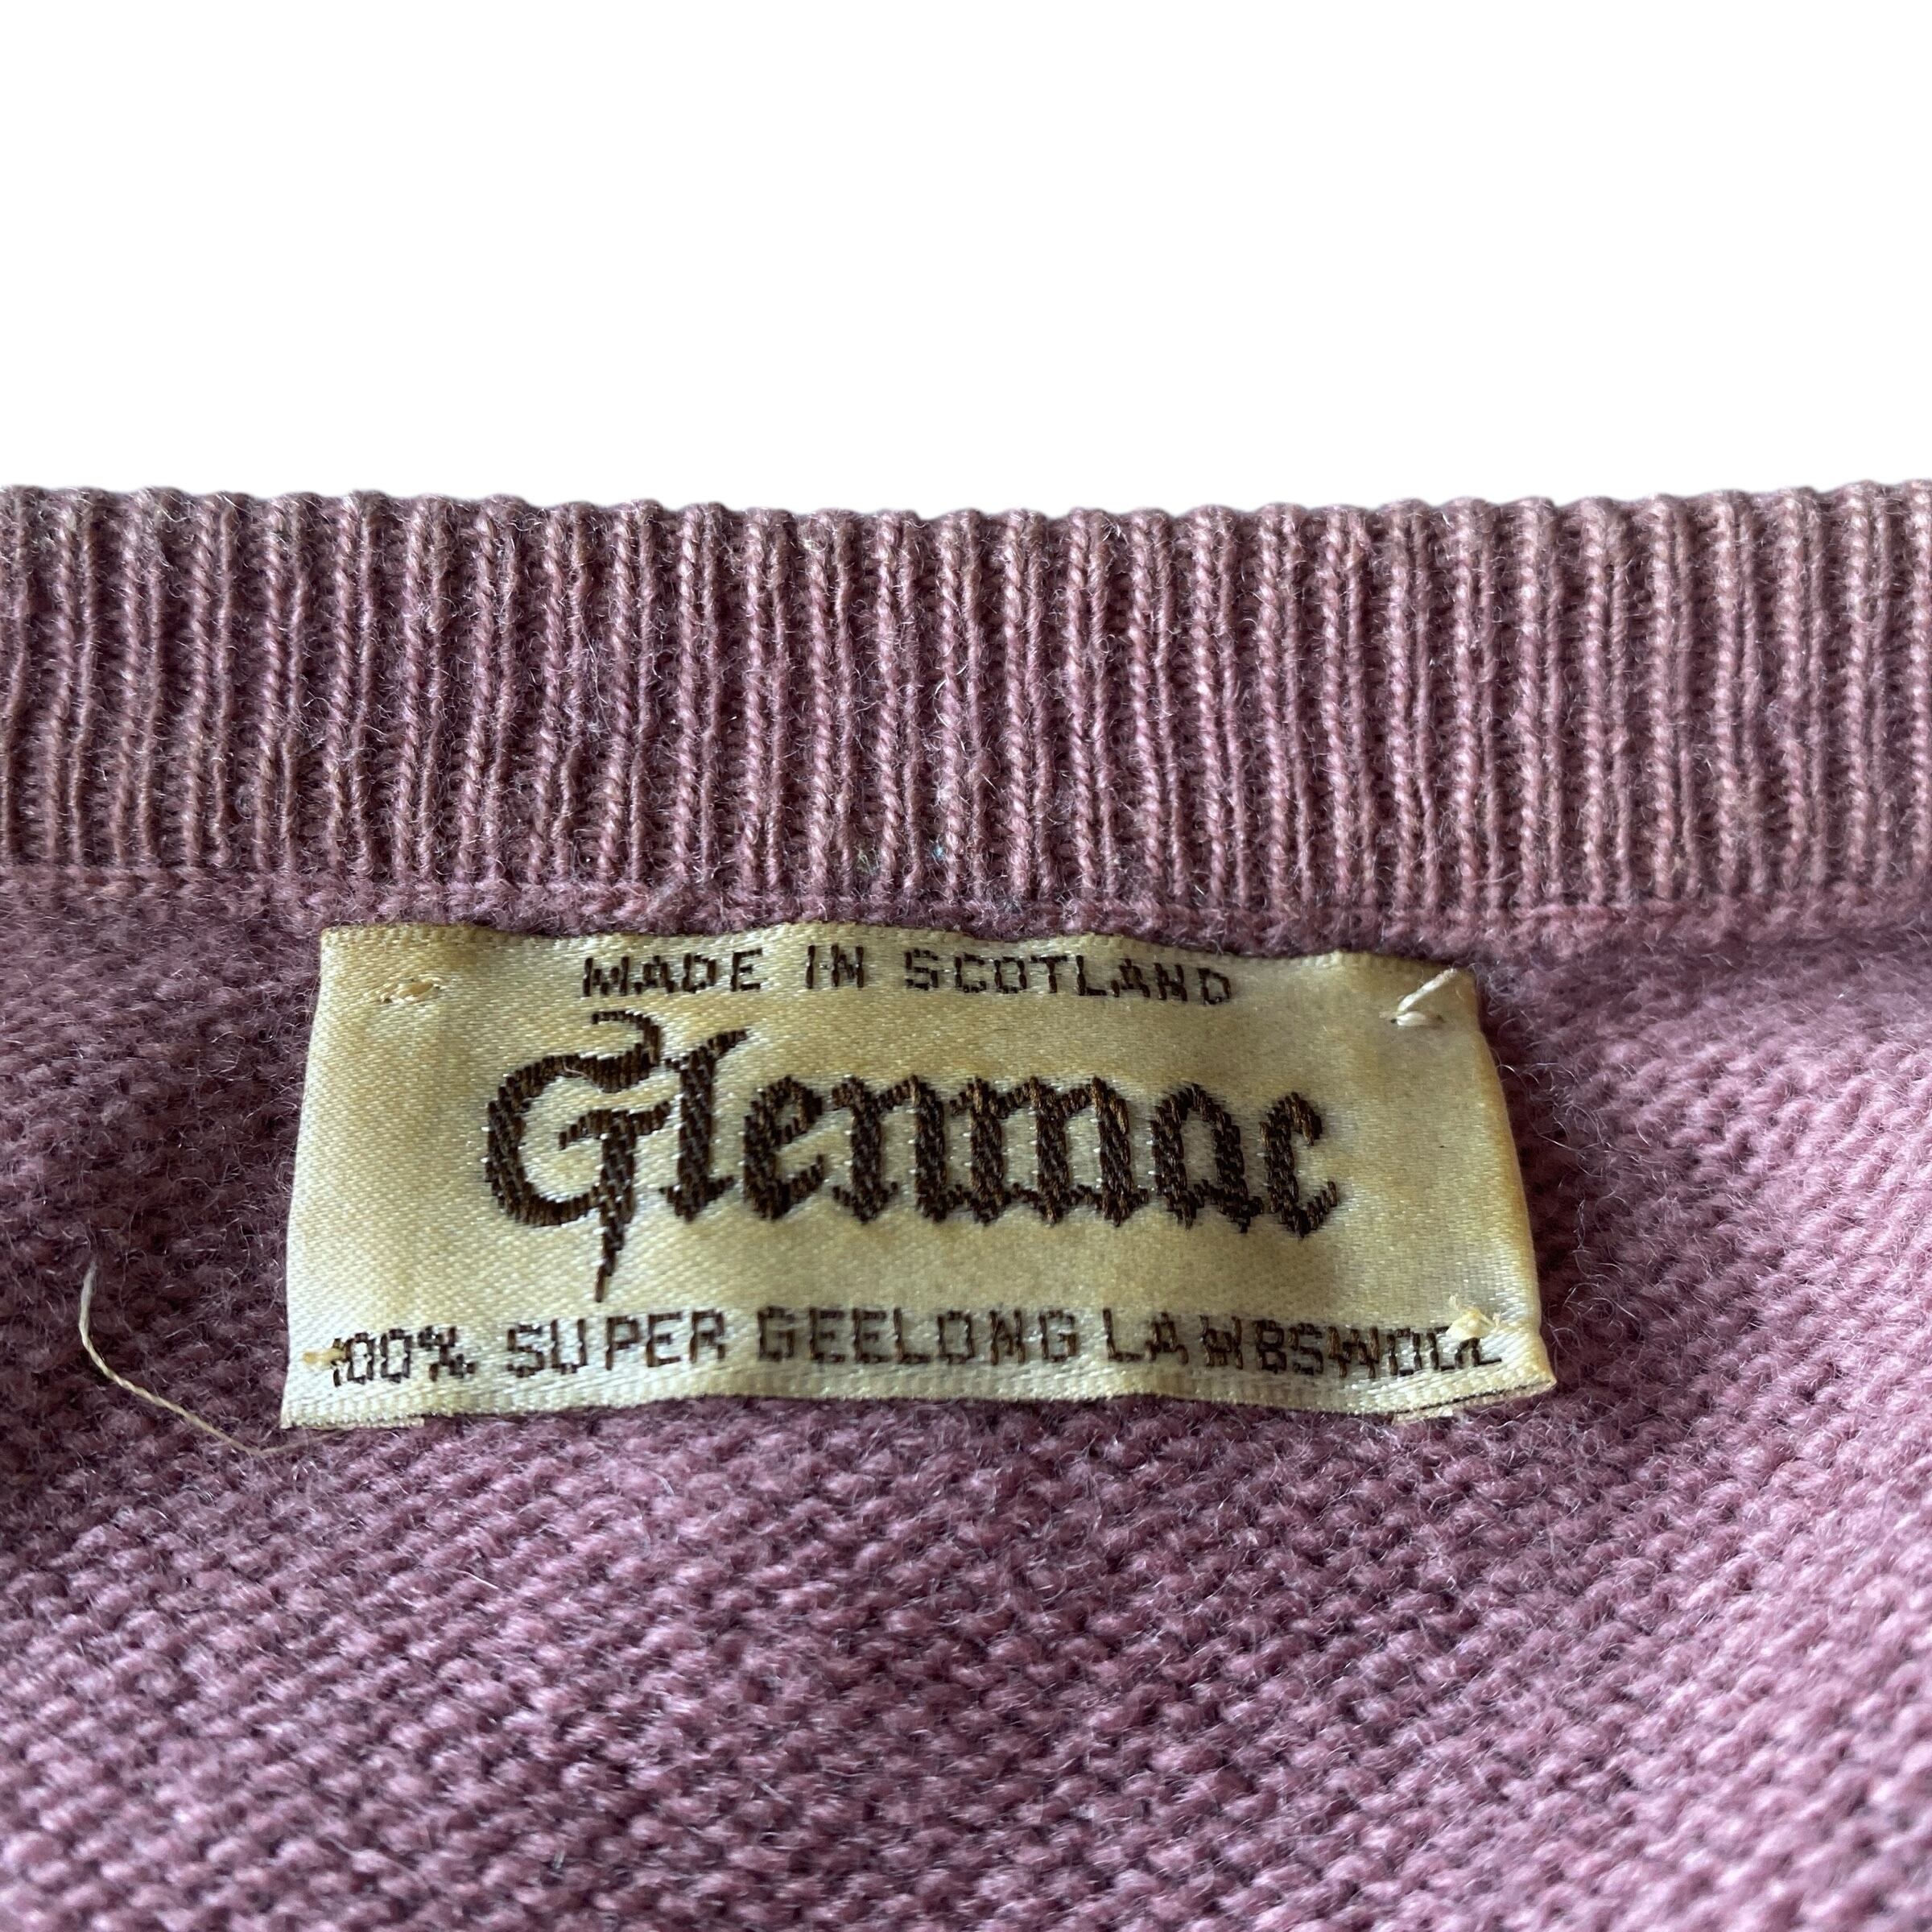 MADE IN SCOTLAND
Glenmac
100% SUPER GEELONG LAMBSWOOL